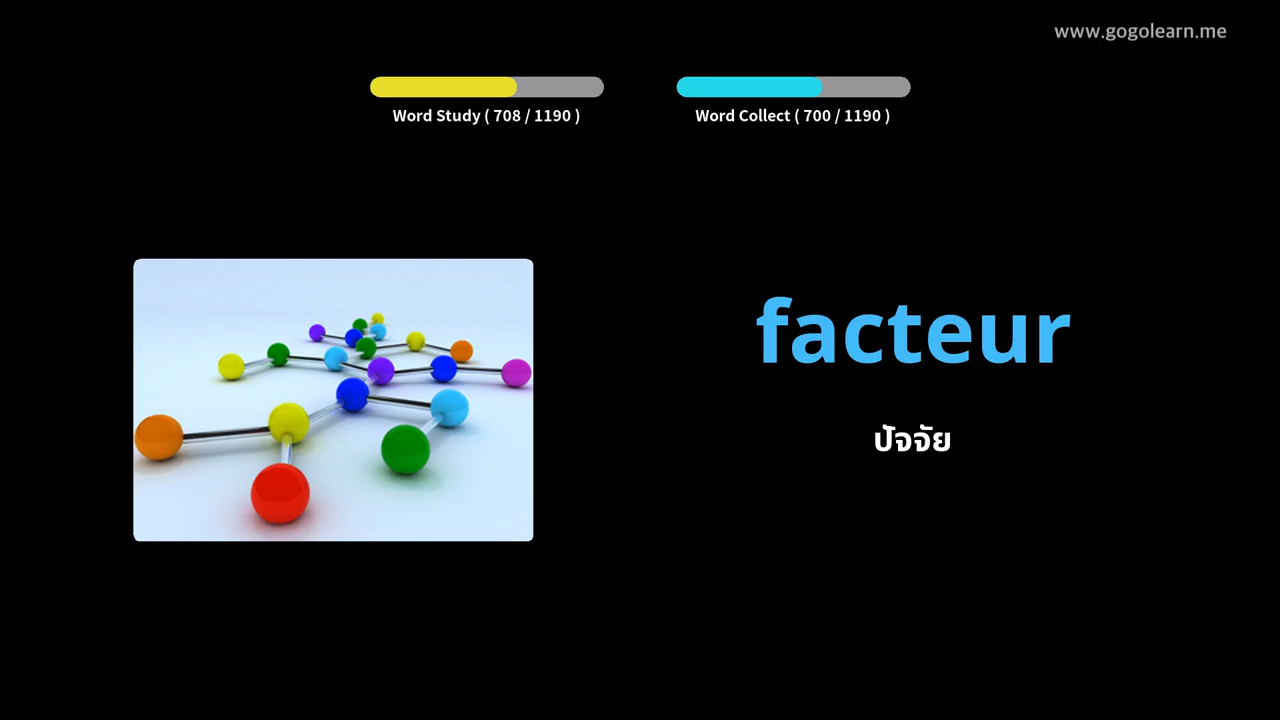 www.gogolearn.me
Word Study ( 708 / 1190 )
Word Collect ( 700 / 1190 )
facteur
ปัจจัย